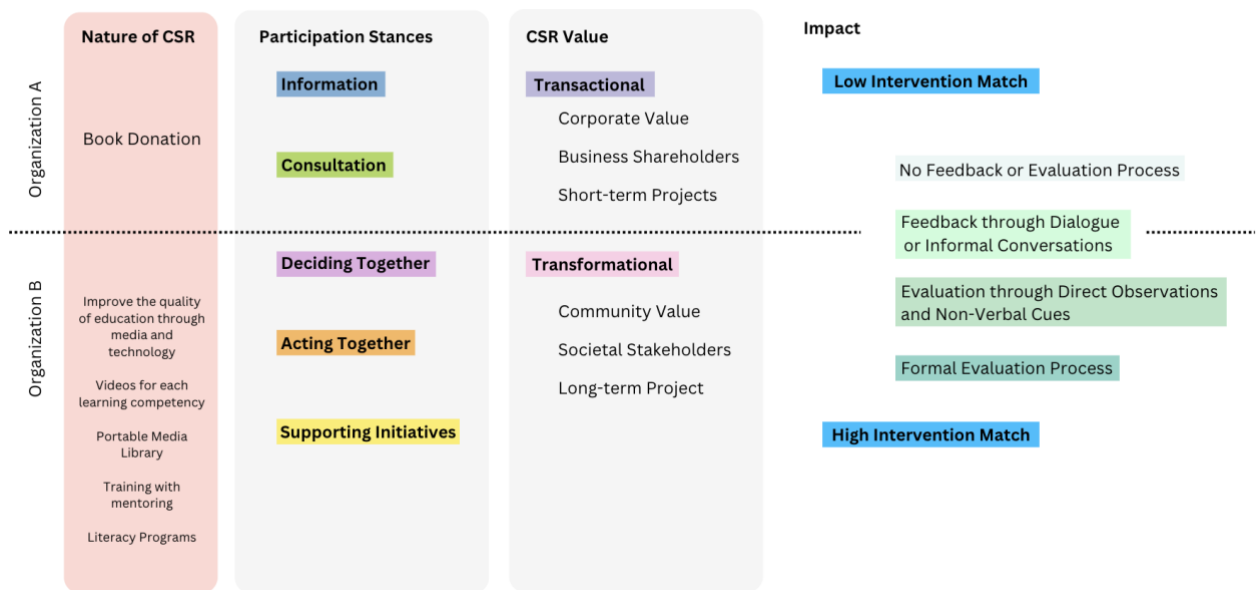 Nature of CSR
Participation Stances
CSR Value
Impact
Organization A
Book Donation
Information
Consultation
Transactional
Corporate Value
Business Shareholders
Short-term Projects
Low Intervention Match
No Feedback or Evaluation Process
Feedback through Dialogue
or Informal Conversations
Organization B
Improve the quality
of education through
media and
technology
Videos for each
learning competency
Portable Media
Library
Training with
mentoring
Literacy Programs
Deciding Together
Acting Together
Supporting Initiatives
Transformational
Community Value
Societal Stakeholders
Long-term Project
Evaluation through Direct Observations
and Non-Verbal Cues
Formal Evaluation Process
High Intervention Match